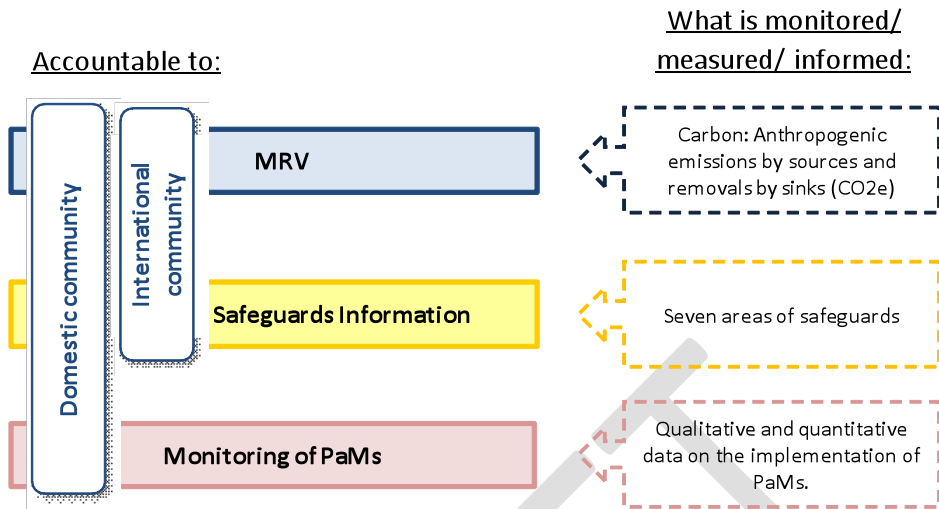 What is monitored/
measured/ informed:
Accountable to:
Domestic community
International
community
MRV
Carbon: Anthropogenic
emissions by sources and
removals by sinks (CO2e)
Safeguards Information
Seven areas of safeguards
Monitoring of PaMs
Qualitative and quantitative
data on the implementation of
PaMs.